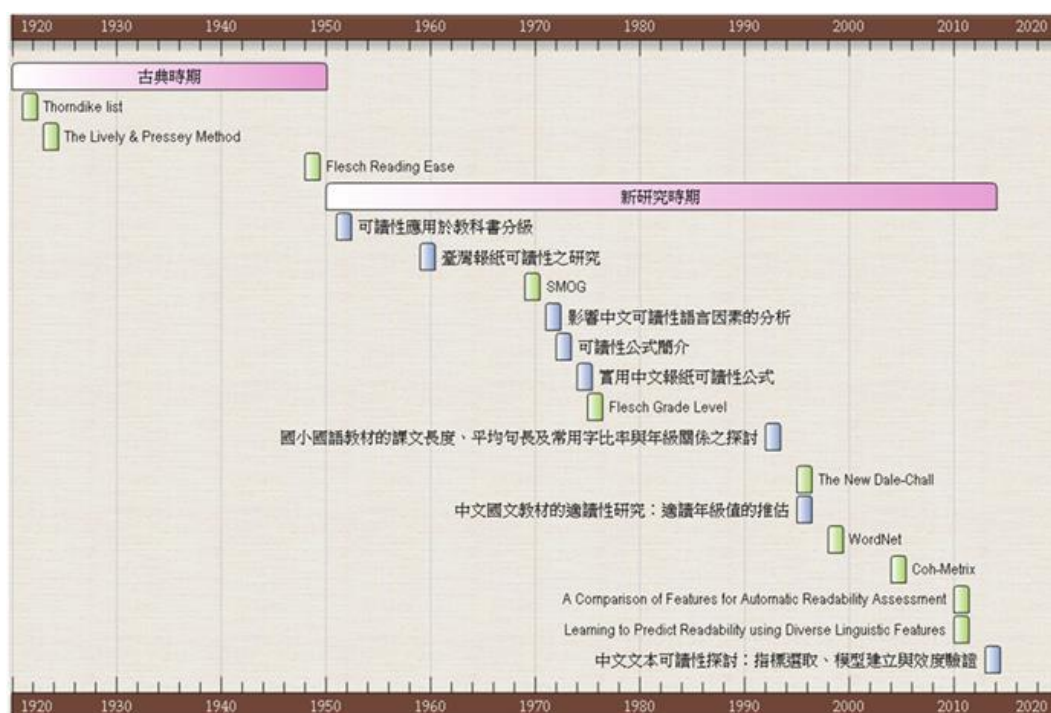 1920 1930 1940 1950 1960 1970 1980 1990 2000 2010 2020
古典時期
Thorndike list
The Lively & Pressey Method
Flesch Reading Ease
新研究時期
可讀性應用於教科書分級
臺灣報紙可讀性之研究
SMOG
影響中文可讀性語言因素的分析
可讀性公式簡介
實用中文報紙可讀性公式
Flesch Grade Level
國小國語教材的課文長度、平均句長及常用字比率與年級關係之探討
The New Dale-Chall
中文國文教材的適讀性研究：適讀年級值的推估
WordNet
Coh-Metrix
A Comparison of Features for Automatic Readability Assessment
Learning to Predict Readability using Diverse Linguistic Features
中文文本可讀性探討：指標選取、模型建立與效度驗證
1920 1930 1940 1950 1960 1970 1980 1990 2000 2010 2020